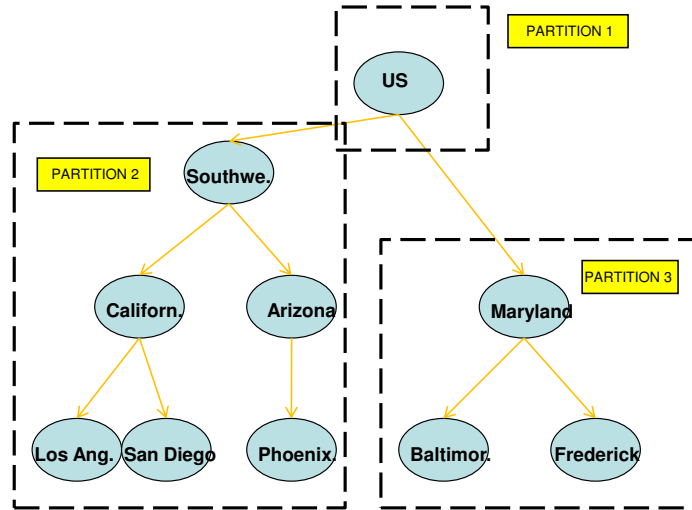 PARTITION 1
US
PARTITION 2
Southwe.
PARTITION 3
Californ.
Arizona
Maryland
Los Ang.
San Diego
Phoenix.
Baltimor.
Frederick